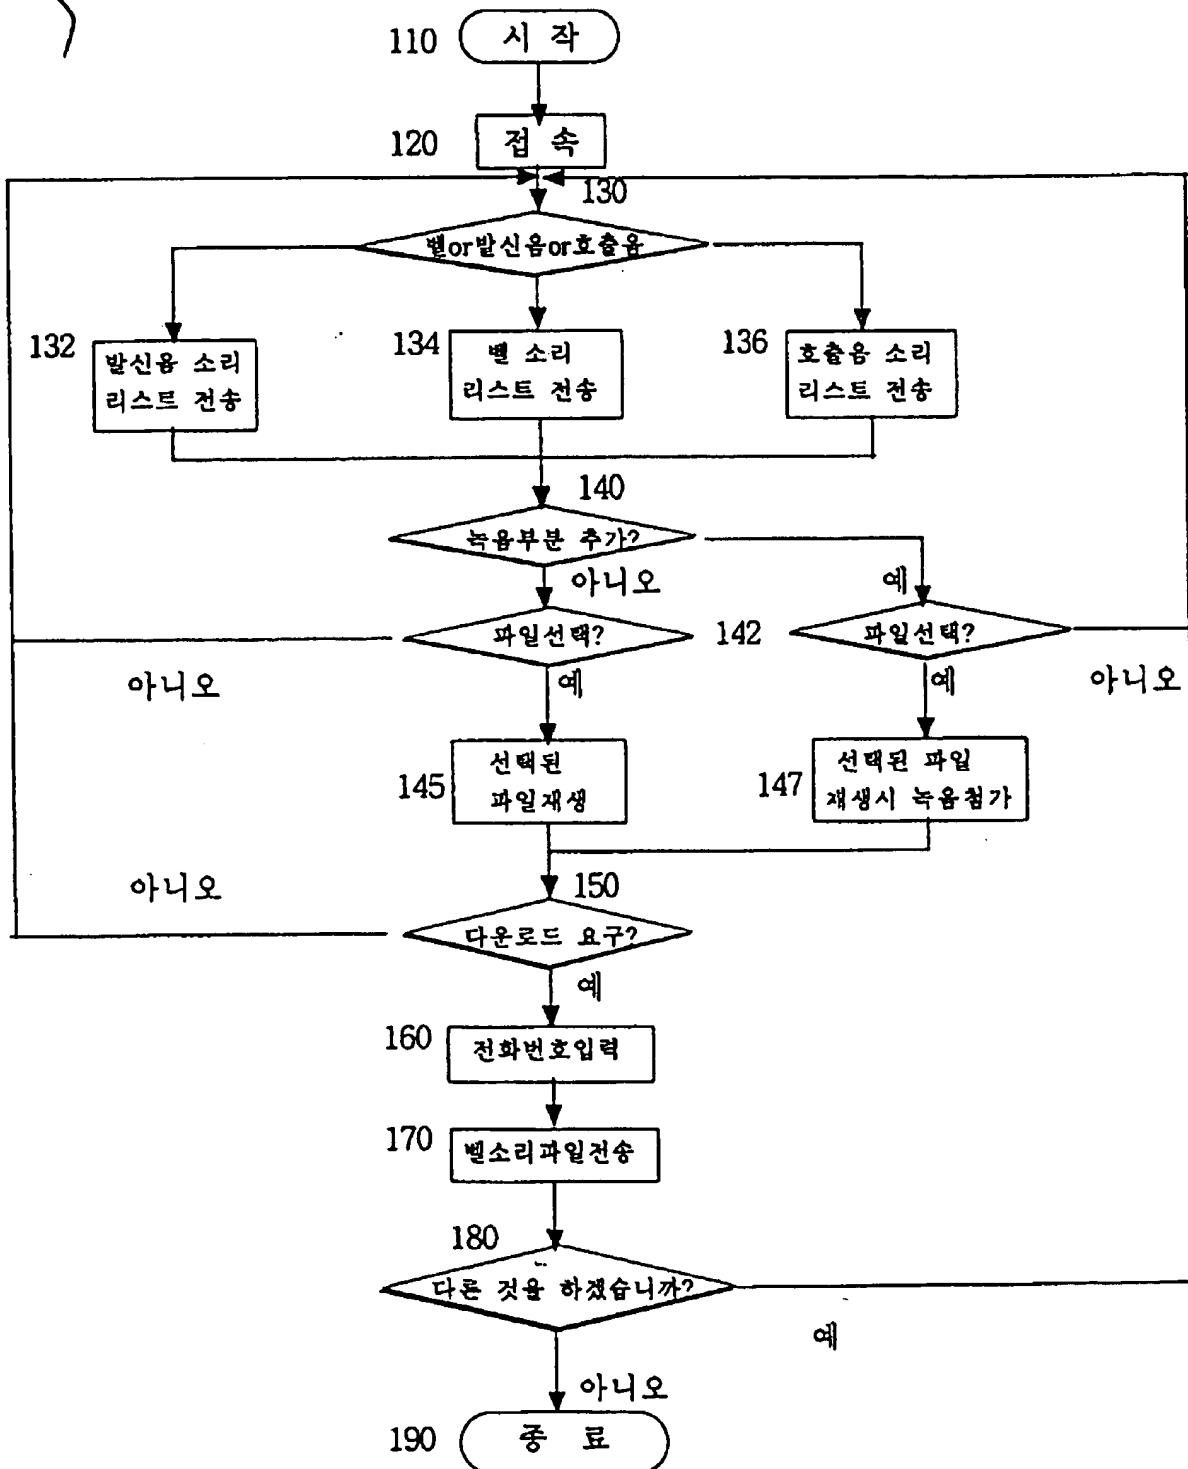 110 시 작
120 접 속
130
벨or발신음or호출음
132 134 136
발신음 소리
리스트 전송
벨 소리
리스트 전송
호출음 소리
리스트 전송
140
녹음부분 추가?
아니오 예
파일선택? 142 파일선택?
아니오 예 예 아니오
145 선택된
파일재생
147 선택된 파일
재생시 녹음첨가
아니오 150
다운로드 요구?
예
160 전화번호입력
170 벨소리파일전송
180
다른 것을 하겠습니까?
예
아니오
190 종 료